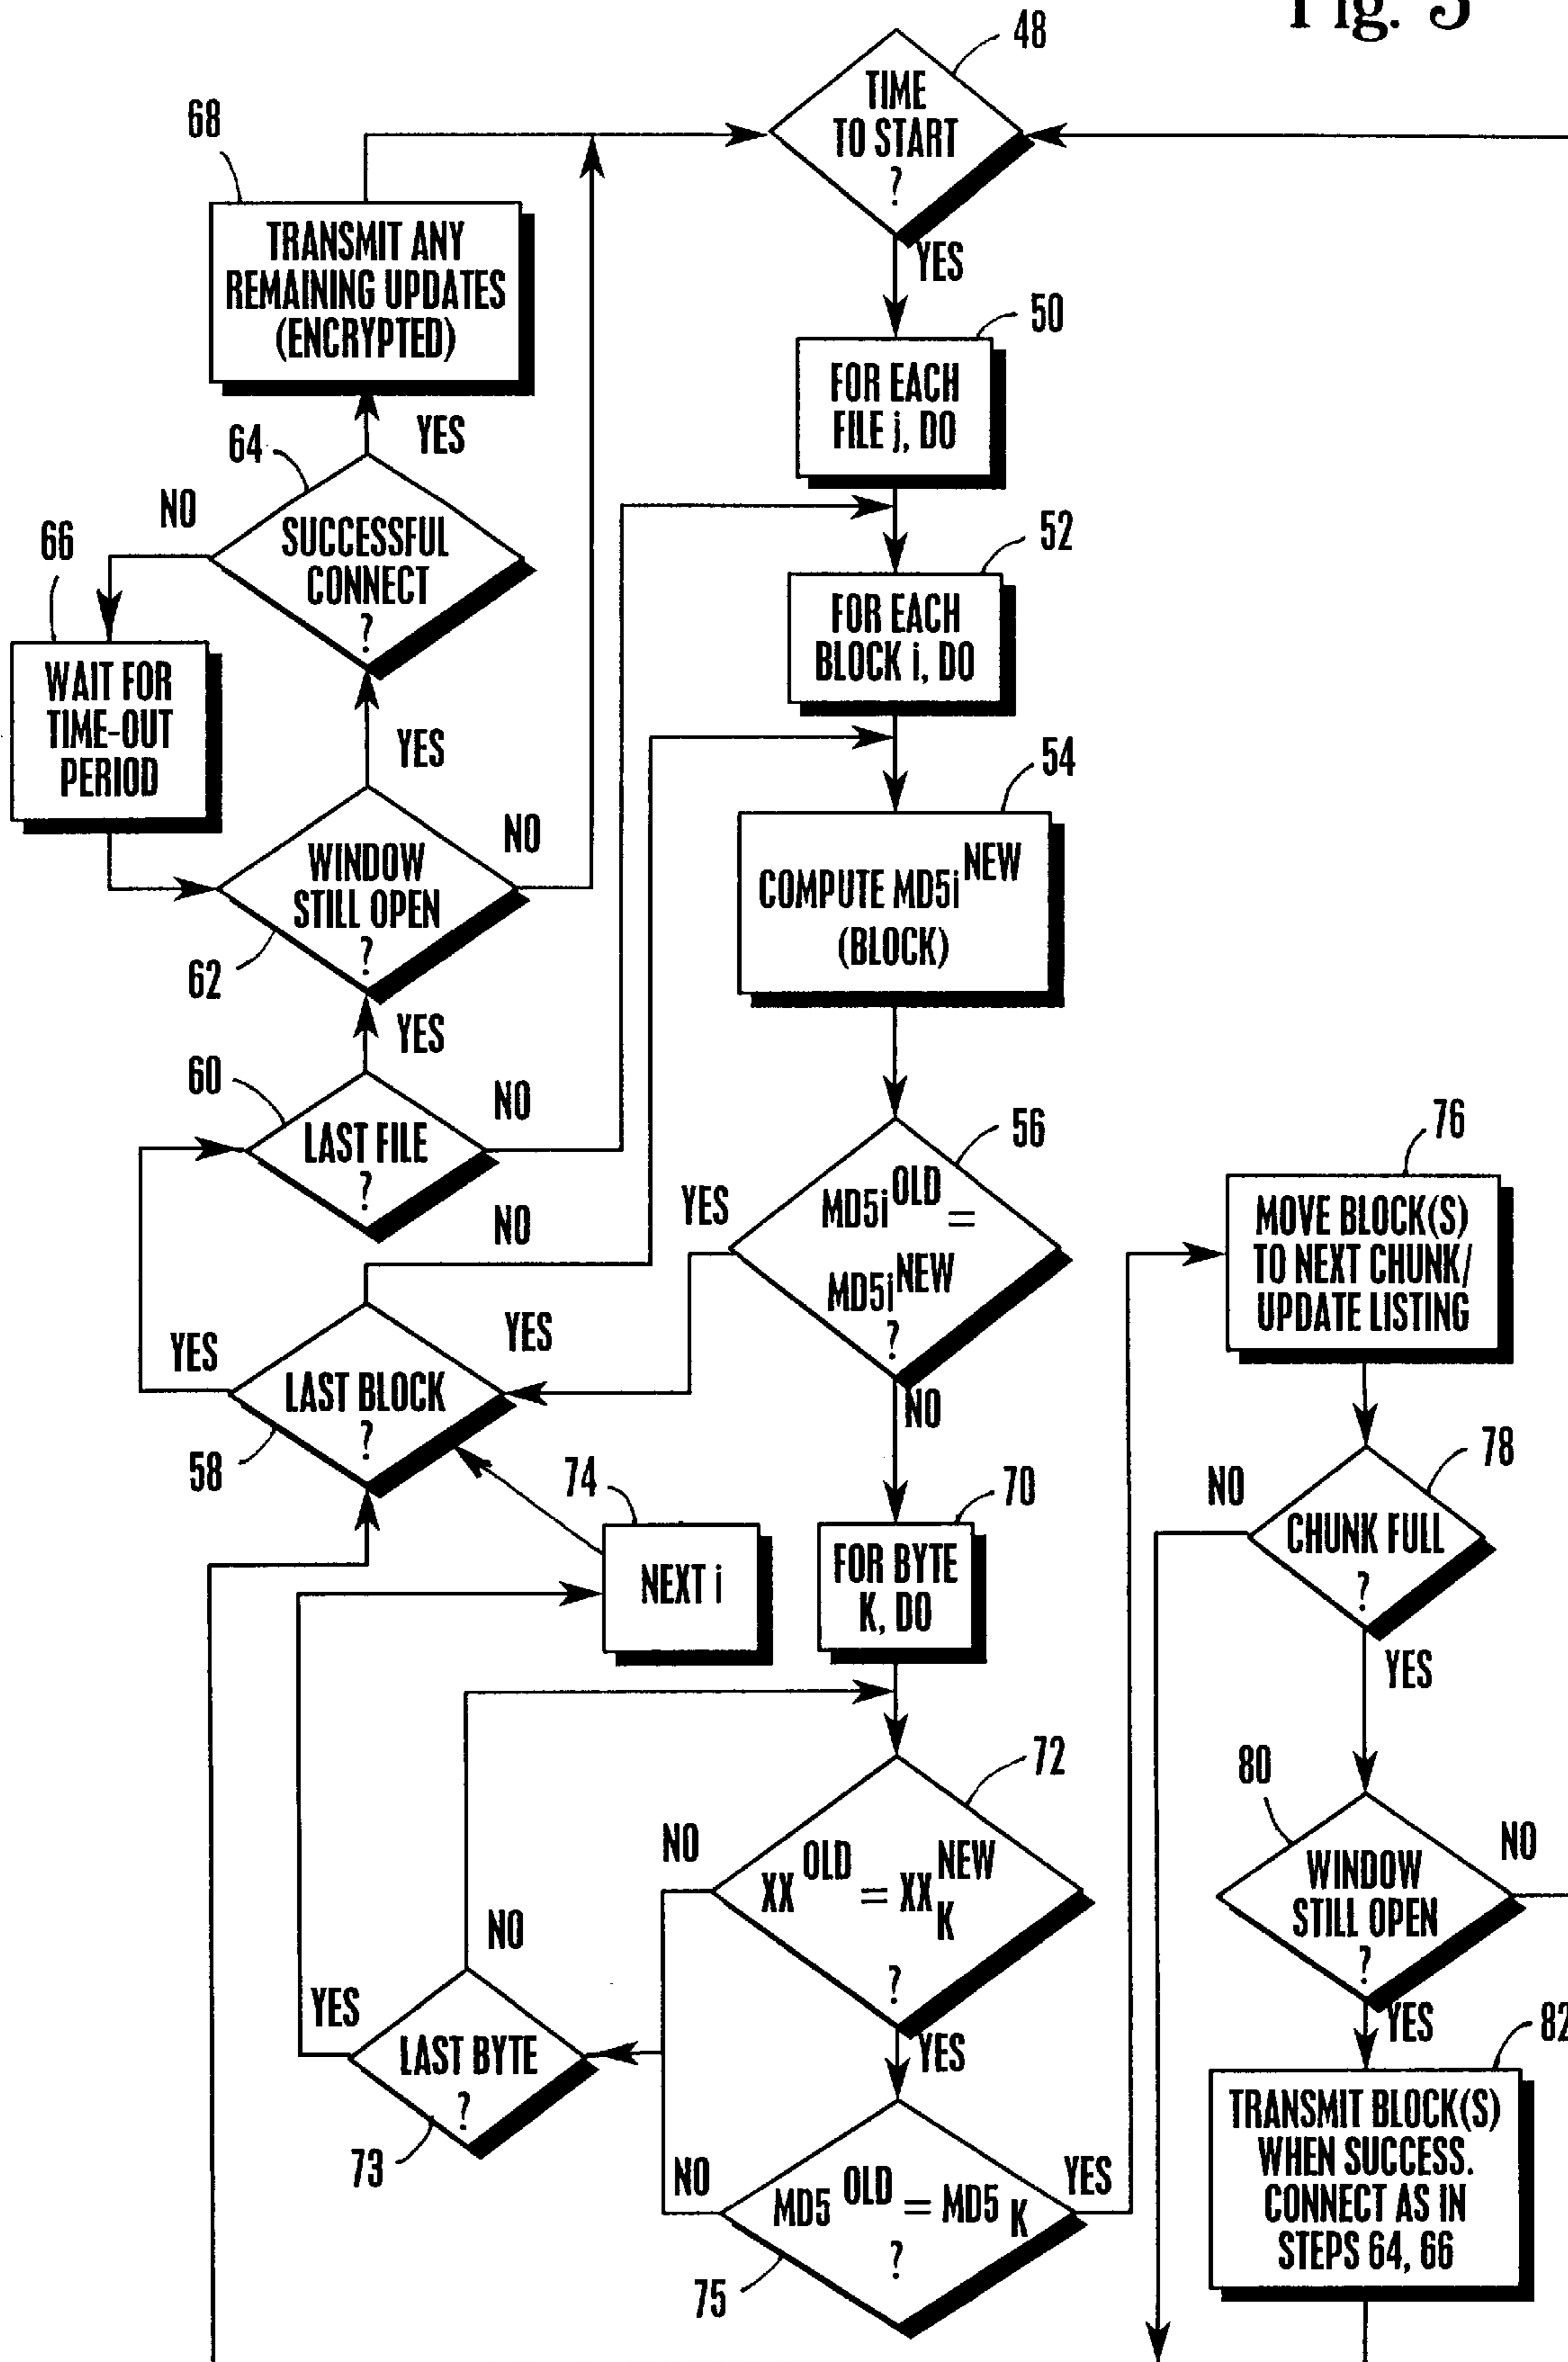 Fig. 3
48
TIME
TO START
?
YES
68
TRANSMIT ANY
REMAINING UPDATES
(ENCRYPTED)
50
FOR EACH
FILE j, DO
YES
64
SUCCESSFUL
CONNECT
?
NO
66
WAIT FOR
TIME-OUT
PERIOD
52
FOR EACH
BLOCK i, DO
YES
WINDOW
STILL OPEN
?
NO
62
54
COMPUTE MD5i NEW
(BLOCK)
YES
60
LAST FILE
?
NO
56
MD5i OLD =
MD5i NEW
?
YES
NO
NO
YES
YES
LAST BLOCK
?
58
74
NEXT i
70
FOR BYTE
K, DO
76
MOVE BLOCK(S)
TO NEXT CHUNK/
UPDATE LISTING
78
CHUNK FULL
?
NO
YES
72
XX OLD = XX NEW K
?
NO
YES
NO
YES
LAST BYTE
?
73
80
WINDOW
STILL OPEN
?
NO
YES
MD5 OLD = MD5 K
?
NO
YES
75
82
TRANSMIT BLOCK(S)
WHEN SUCCESS.
CONNECT AS IN
STEPS 64, 66